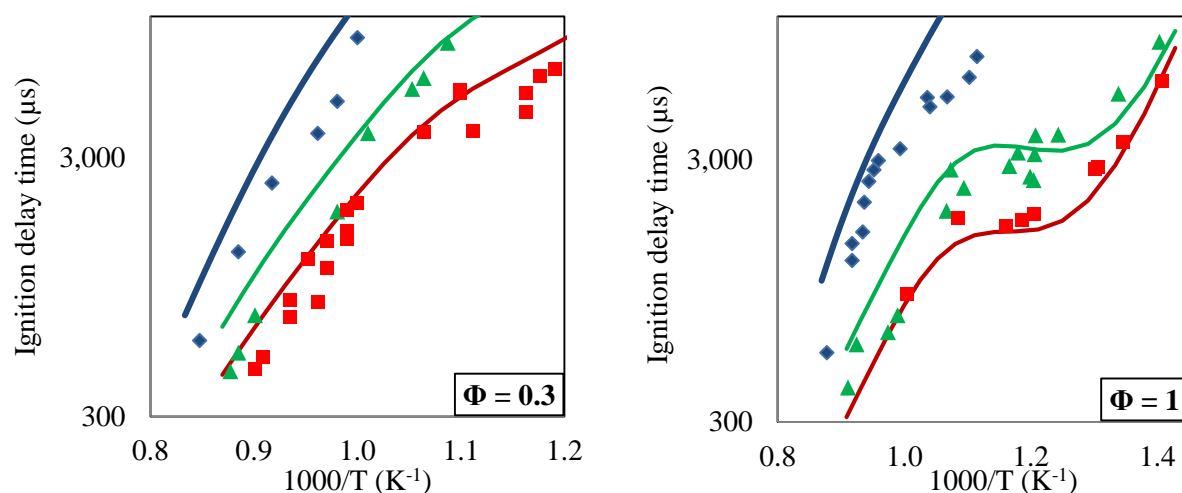 Ignition delay time (µs)
3,000
300
Φ = 0.3
0.8 0.9 1.0 1.1 1.2
1000/T (K⁻¹)
Ignition delay time (µs)
3,000
300
Φ = 1
0.8 1.0 1.2 1.4
1000/T (K⁻¹)